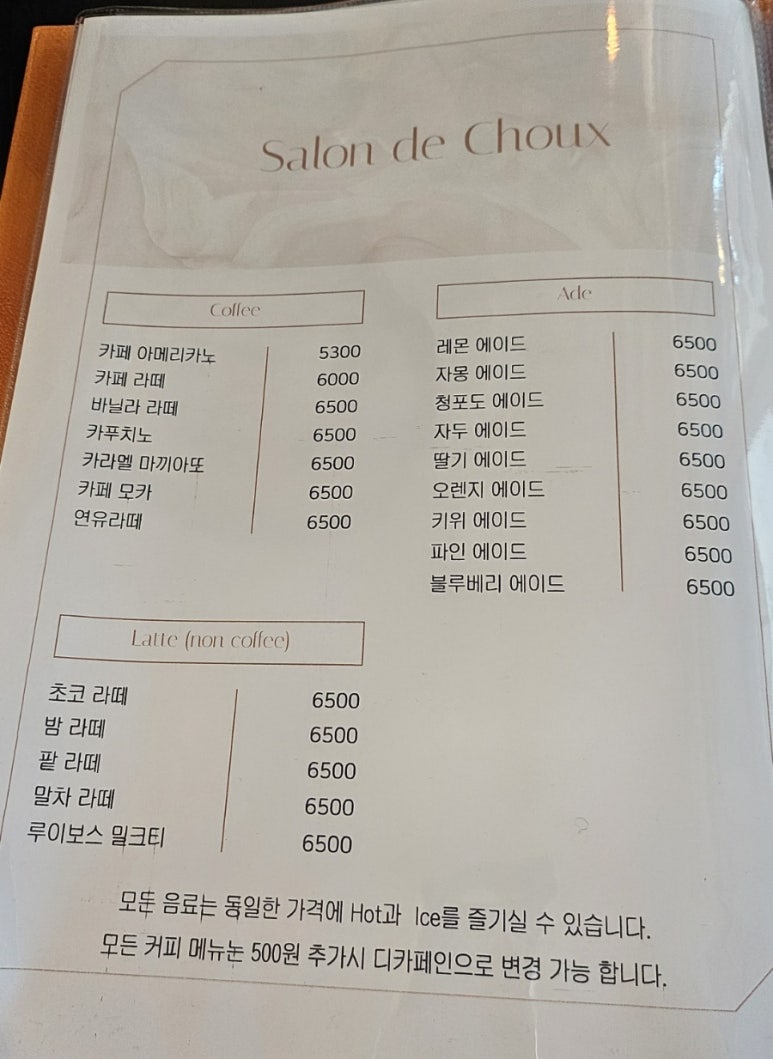 Salon de Choux
Coffee
카페 아메리카노 5300
카페 라떼 6000
바닐라 라떼 6500
카푸치노 6500
카라멜 마끼아또 6500
카페 모카 6500
연유라떼 6500
Ade
레몬 에이드 6500
자몽 에이드 6500
청포도 에이드 6500
자두 에이드 6500
딸기 에이드 6500
오렌지 에이드 6500
키위 에이드 6500
파인 에이드 6500
블루베리 에이드 6500
Latte (non coffee)
초코 라떼 6500
밤 라떼 6500
팥 라떼 6500
말차 라떼 6500
루이보스 밀크티 6500
모든 음료는 동일한 가격에 Hot과 Ice를 즐기실 수 있습니다.
모든 커피 메뉴는 500원 추가시 디카페인으로 변경 가능 합니다.